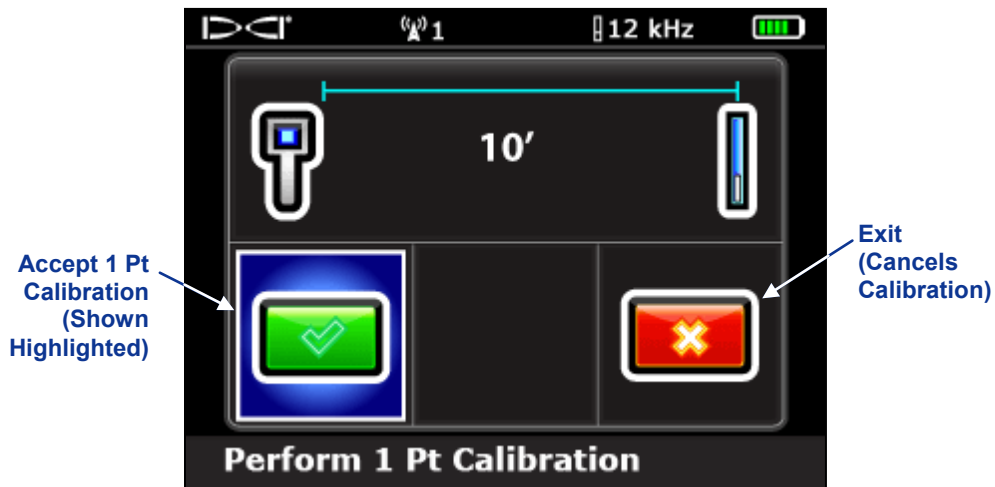 DCI
1
12 kHz
10'
Accept 1 Pt
Calibration
(Shown
Highlighted)
Exit
(Cancels
Calibration)
Perform 1 Pt Calibration